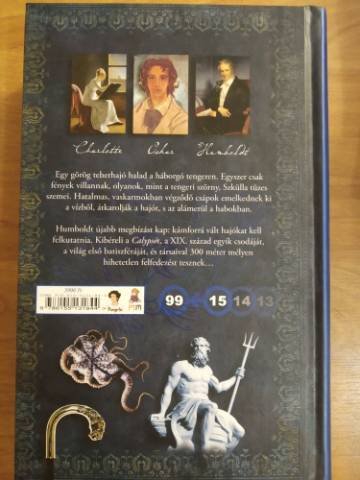 Charlotte Oskar Humboldt
Egy görög teherhajó halad a háborgó tengeren. Egyszer csak
fények villannak, olyanok, mint a tengeri szörny, Szkülla tüzes
szemei. Hatalmas, vaskarmokban végződő csápok emelkednek ki
a vízből, átkarolják a hajót, s az alámerül a habokban.
Humboldt újabb megbízást kap: kámforrá vált hajókat kell
felkutatnia. Kibéreli a Calypsót, a XIX. század egyik csodáját,
a világ első batiszféráját, és társaival 300 méter mélyen
hihetetlen felfedezést tesznek…
99 15 14 13